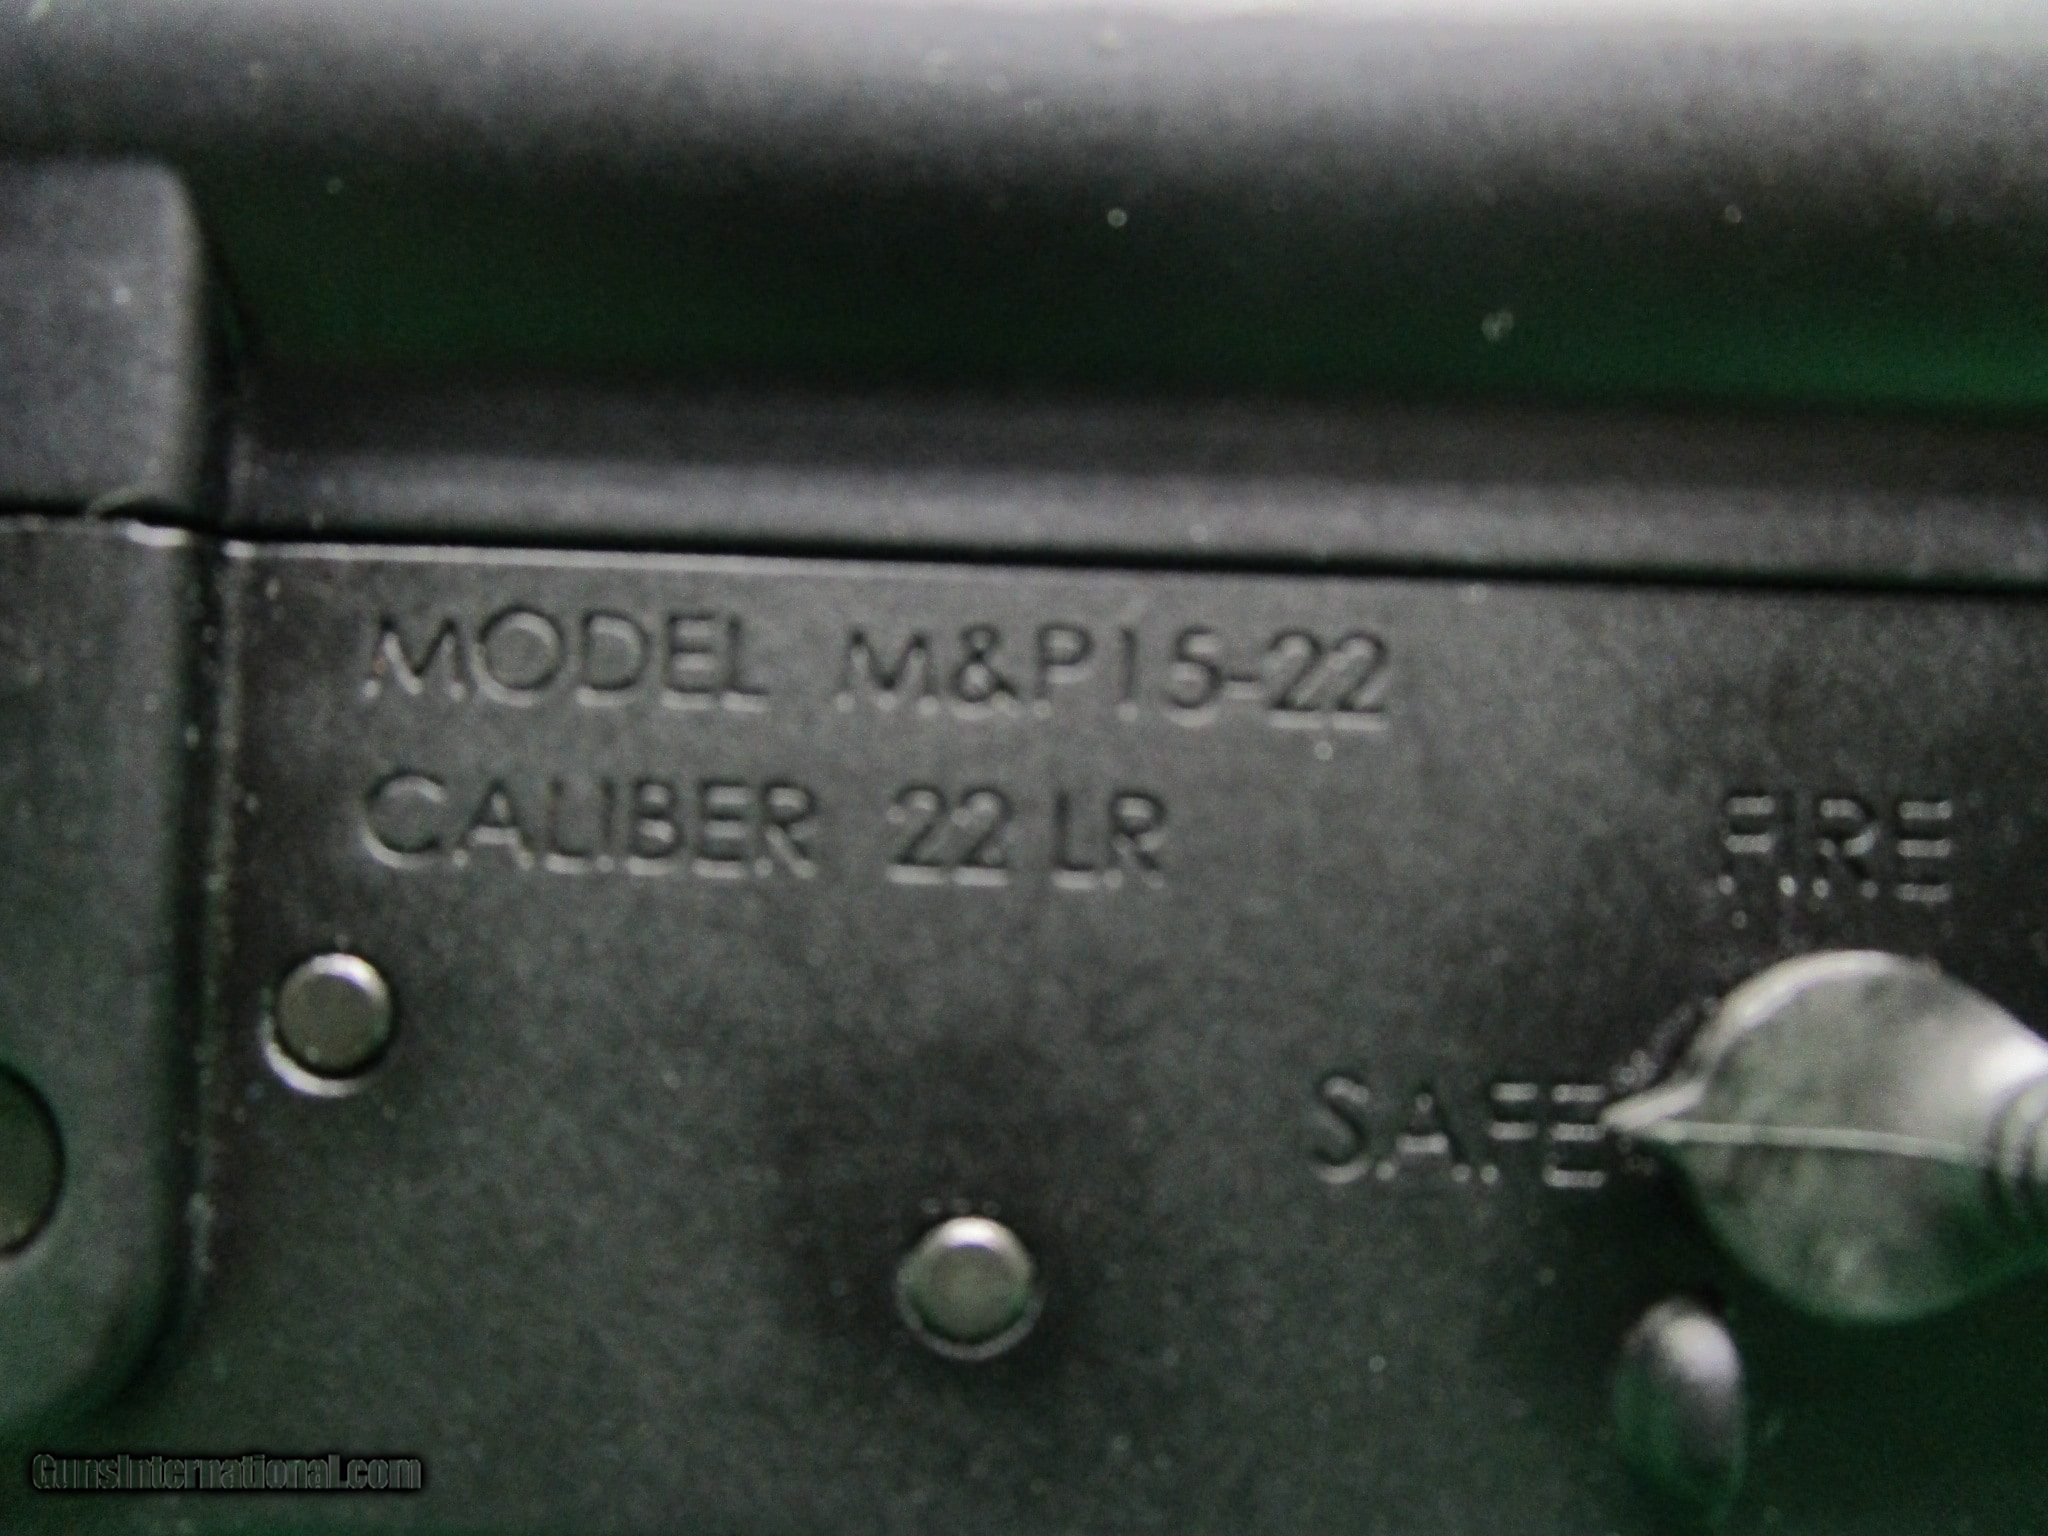 MODEL M&P15-22
CALIBER 22 LR
FIRE
SAFE
GunsInternational.com